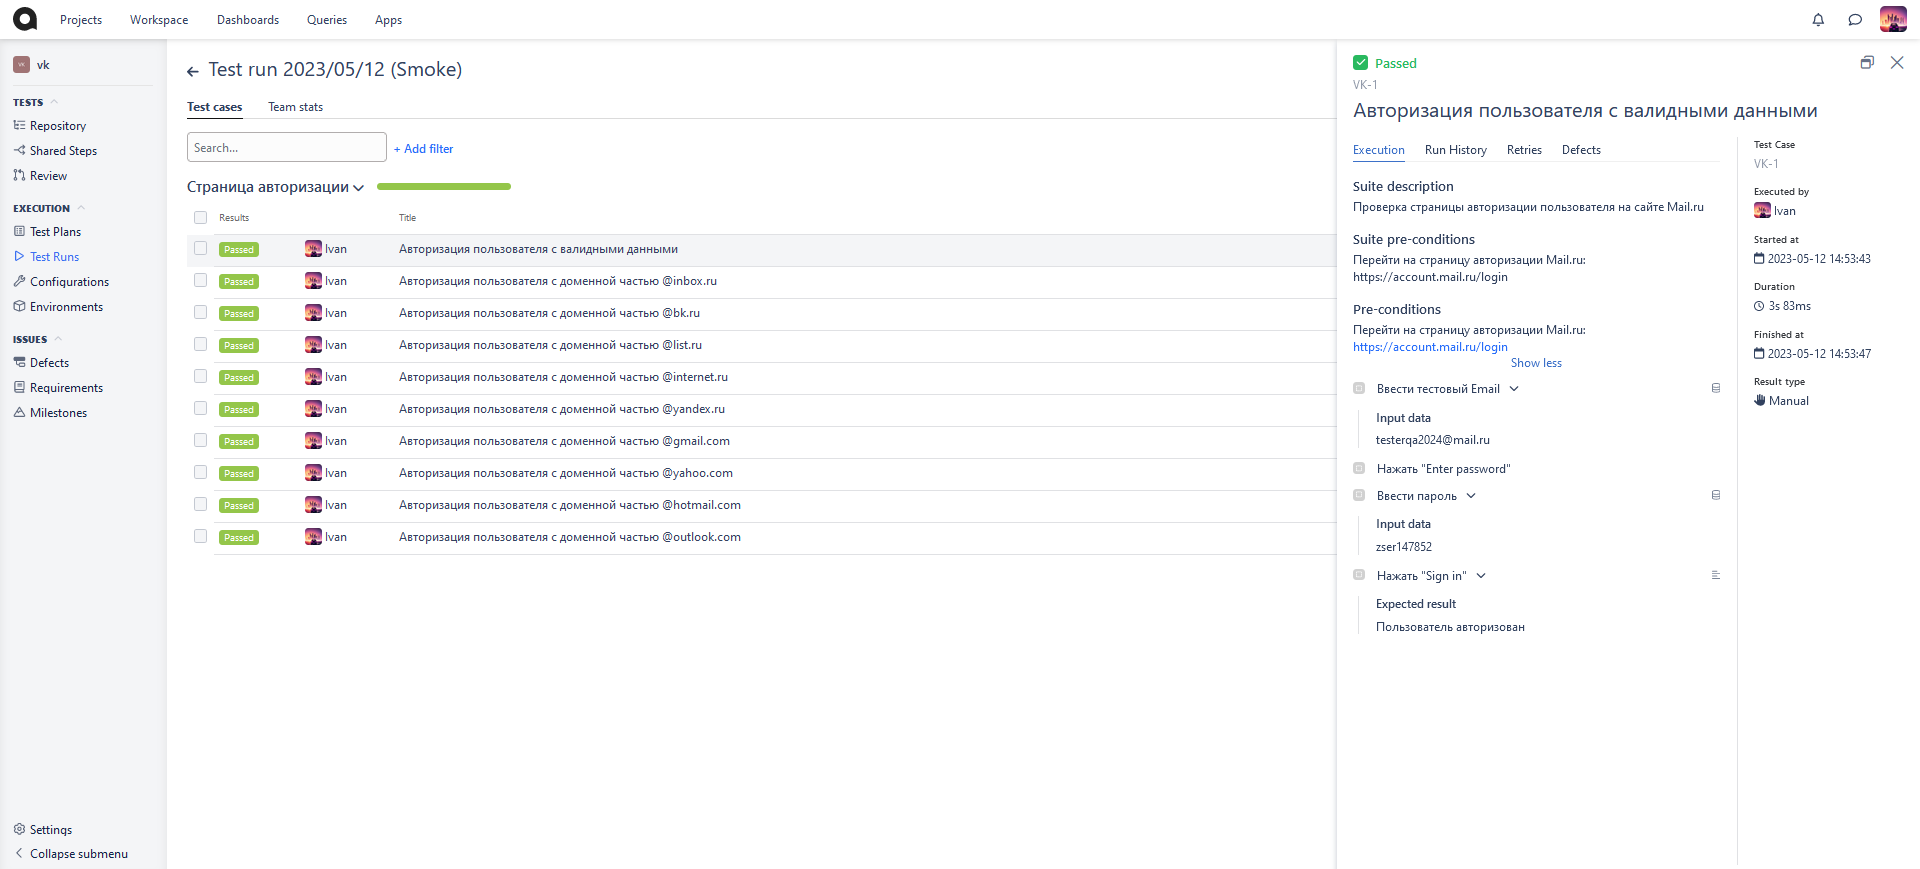 Projects
Workspace
Dashboards
Queries
Apps
vk
TESTS
Repository
Shared Steps
Review
EXECUTION
Test Plans
Test Runs
Configurations
Environments
ISSUES
Defects
Requirements
Milestones
Settings
Collapse submenu
Test run 2023/05/12 (Smoke)
Test cases
Team stats
Search...
+ Add filter
Страница авторизации
Results Title
Passed Ivan Авторизация пользователя с валидными данными
Passed Ivan Авторизация пользователя с доменной частью @inbox.ru
Passed Ivan Авторизация пользователя с доменной частью @bk.ru
Passed Ivan Авторизация пользователя с доменной частью @list.ru
Passed Ivan Авторизация пользователя с доменной частью @internet.ru
Passed Ivan Авторизация пользователя с доменной частью @yandex.ru
Passed Ivan Авторизация пользователя с доменной частью @gmail.com
Passed Ivan Авторизация пользователя с доменной частью @yahoo.com
Passed Ivan Авторизация пользователя с доменной частью @hotmail.com
Passed Ivan Авторизация пользователя с доменной частью @outlook.com
Passed
VK-1
Авторизация пользователя с валидными данными
Execution
Run History
Retries
Defects
Suite description
Проверка страницы авторизации пользователя на сайте Mail.ru
Suite pre-conditions
Перейти на страницу авторизации Mail.ru:
https://account.mail.ru/login
Pre-conditions
Перейти на страницу авторизации Mail.ru:
https://account.mail.ru/login
Show less
Ввести тестовый Email
Input data
testerqa2024@mail.ru
Нажать "Enter password"
Ввести пароль
Input data
zser147852
Нажать "Sign in"
Expected result
Пользователь авторизован
Test Case
VK-1
Executed by
Ivan
Started at
2023-05-12 14:53:43
Duration
3s 83ms
Finished at
2023-05-12 14:53:47
Result type
Manual